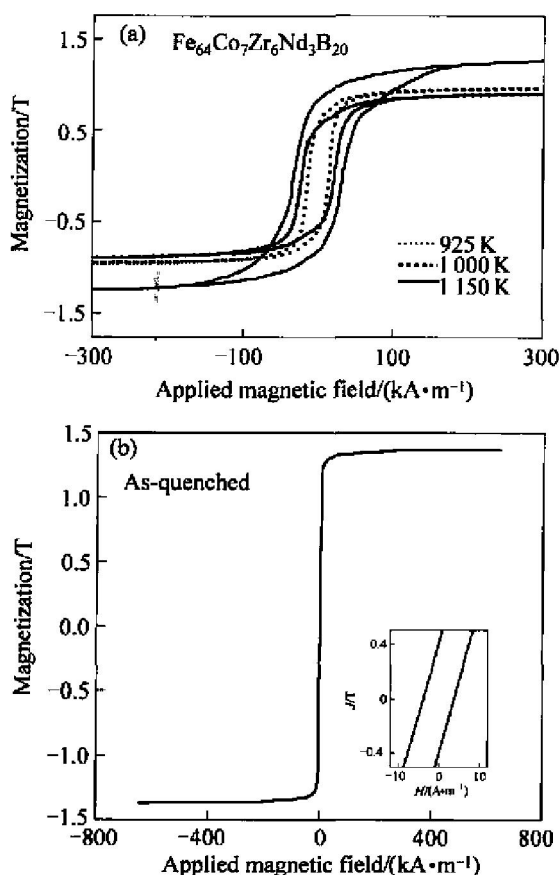 (a)
Fe₆₄Co₇Zr₆Nd₃B₂₀
1.5
0.5
−0.5
−1.5
Magnetization/T
925 K
1 000 K
1 150 K
−300
−100
100
300
Applied magnetic field/(kA•m⁻¹)
(b)
As-quenched
1.5
1.0
0.5
0.0
−0.5
−1.0
−1.5
Magnetization/T
0.4
0
−0.4
J/T
−10
0
10
H/(A•m⁻¹)
−800
−400
0
400
800
Applied magnetic field/(kA•m⁻¹)